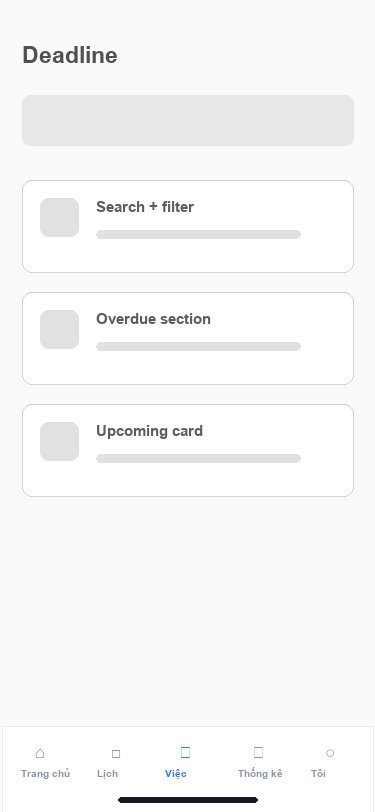 Deadline
Search + filter
Overdue section
Upcoming card
Trang chủ Lịch Việc Thống kê Tôi